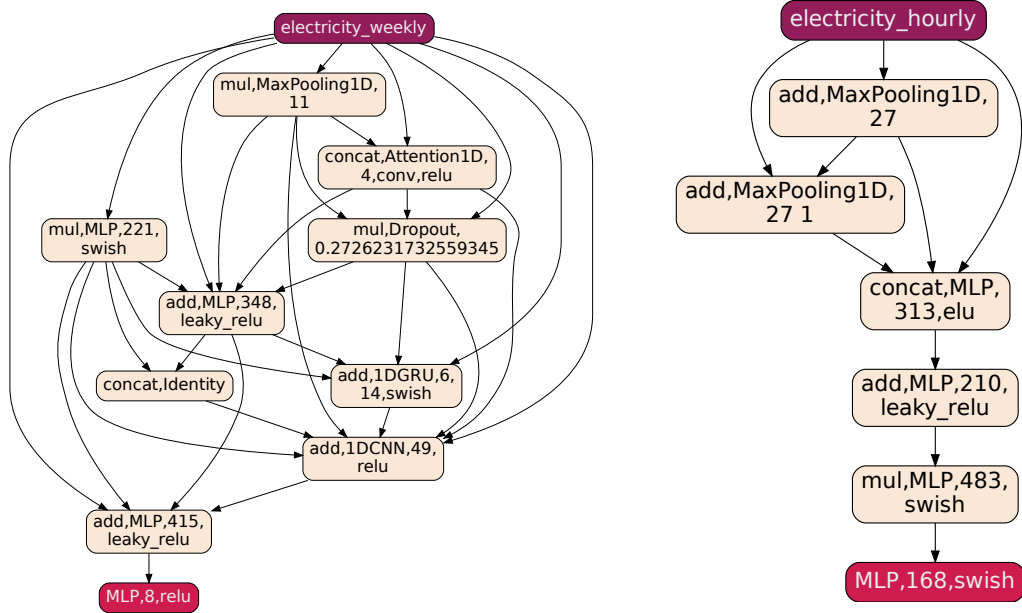 electricity_weekly
mul,MaxPooling1D,
11
concat,Attention1D,
4,conv,relu
mul,MLP,221,
swish
mul,Dropout,
0.2726231732559345
add,MLP,348,
leaky_relu
concat,Identity
add,1DGRU,6,
14,swish
add,1DCNN,49,
relu
add,MLP,415,
leaky_relu
MLP,8,relu
electricity_hourly
add,MaxPooling1D,
27
add,MaxPooling1D,
27 1
concat,MLP,
313,elu
add,MLP,210,
leaky_relu
mul,MLP,483,
swish
MLP,168,swish